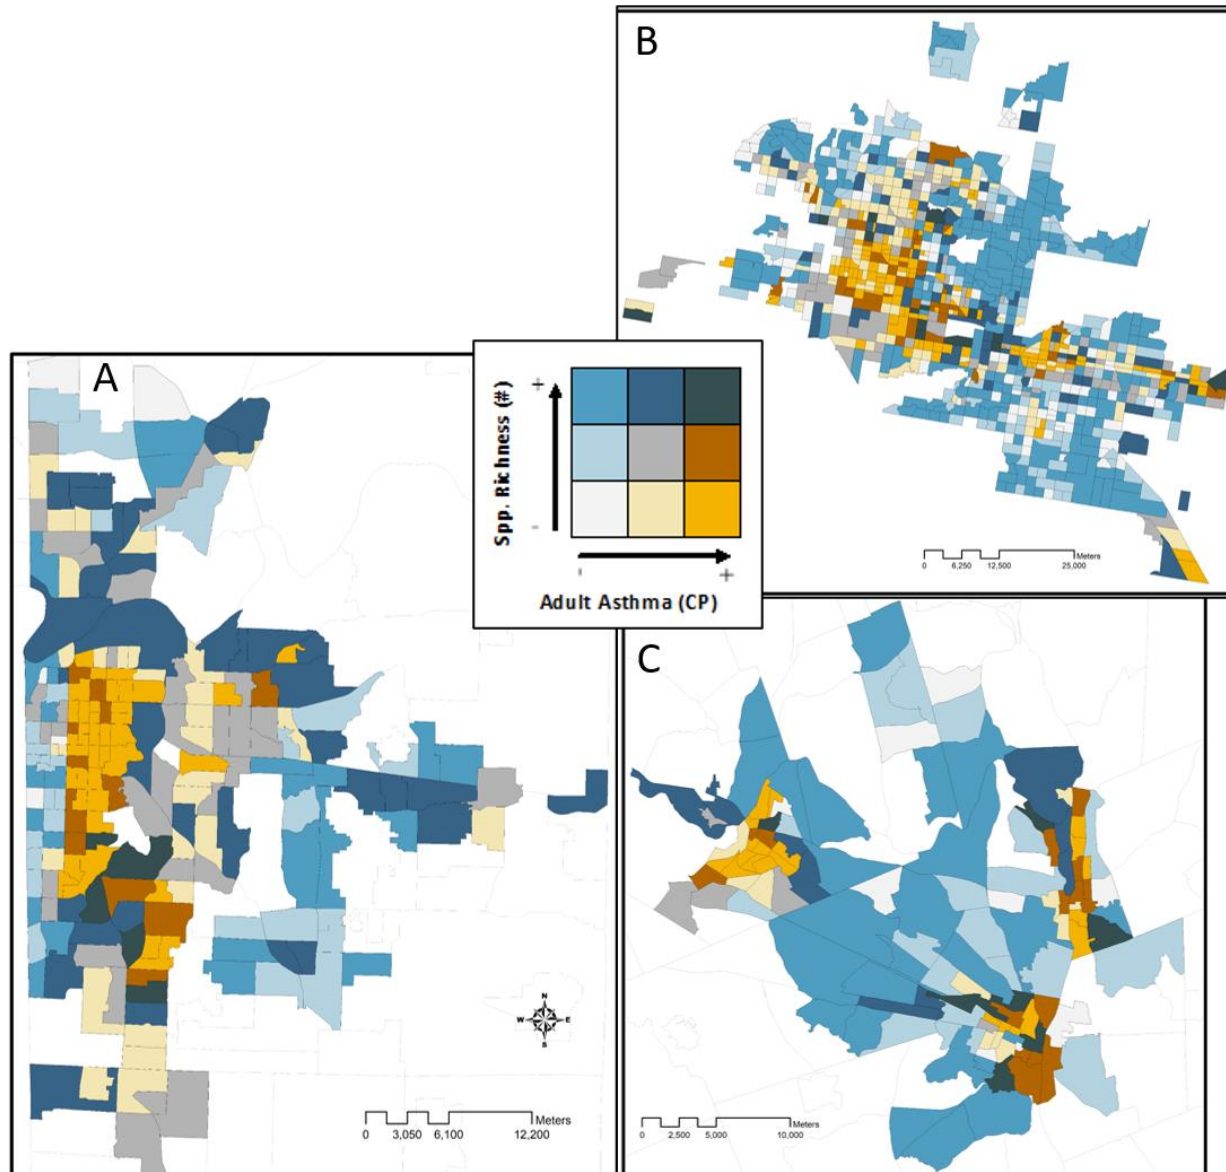 B
A
Spp. Richness (#)
+
-
-
+
Adult Asthma (CP)
Meters
0 6,250 12,500 25,000
C
N
W E
S
Meters
0 3,050 6,100 12,200
Meters
0 2,500 5,000 10,000